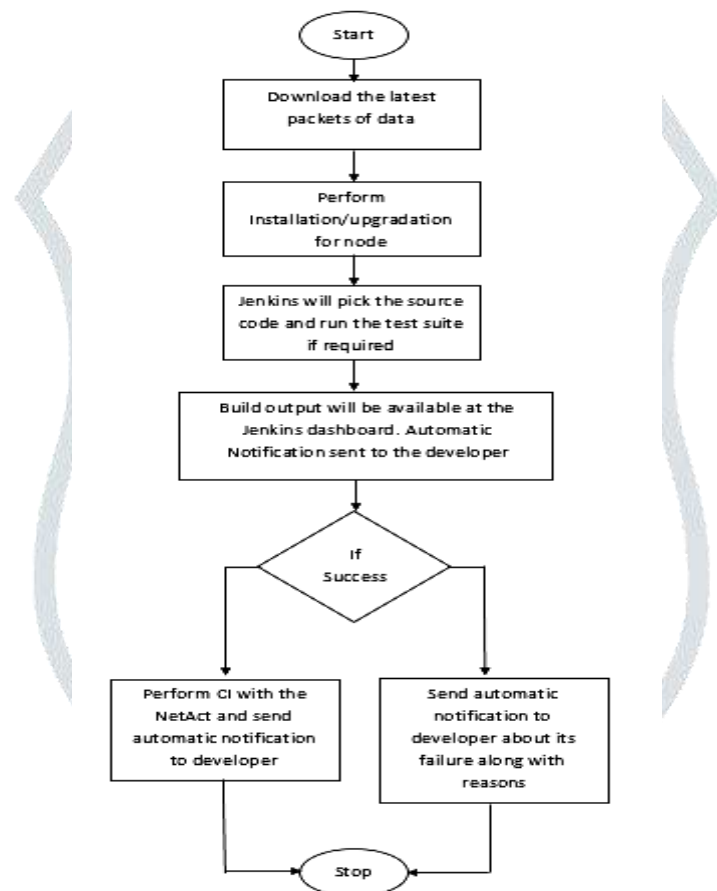 Start
Download the latest
packets of data
Perform
Installation/upgradation
for node
Jenkins will pick the source
code and run the test suite
if required
Build output will be available at the
Jenkins dashboard. Automatic
Notification sent to the developer
If
Success
Perform CI with the
NetAct and send
automatic notification
to developer
Send automatic
notification to
developer about its
failure along with
reasons
Stop